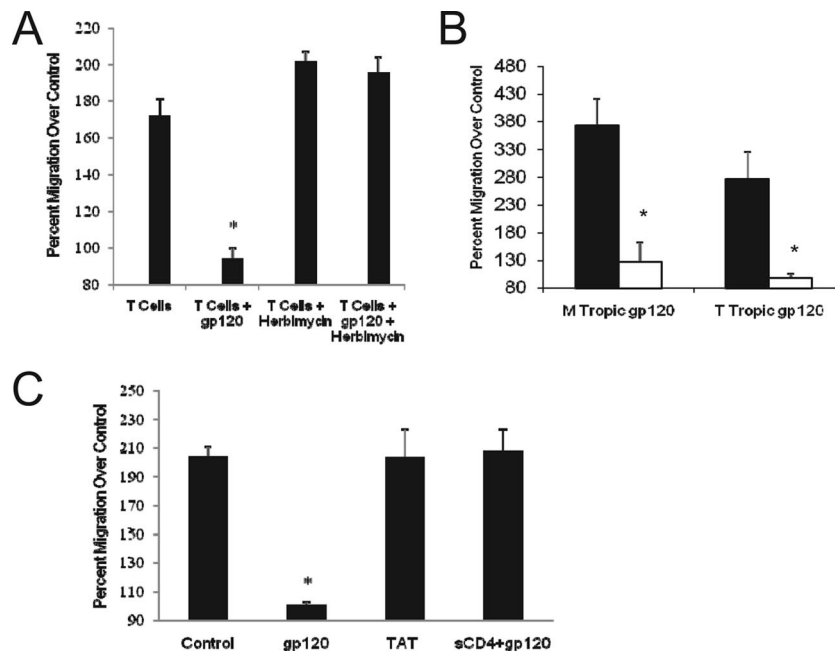 A
Percent Migration Over Control
220
200
180
160
140
120
100
80
*
T Cells
T Cells +
gp120
T Cells +
Herbimycin
T Cells +
gp120 +
Herbimycin
B
Percent Migration Over Control
480
430
380
330
280
230
180
130
80
*
*
M Tropic gp120
T Tropic gp120
C
Percent Migration Over Control
250
230
210
190
170
150
130
110
90
*
Control
gp120
TAT
sCD4+gp120